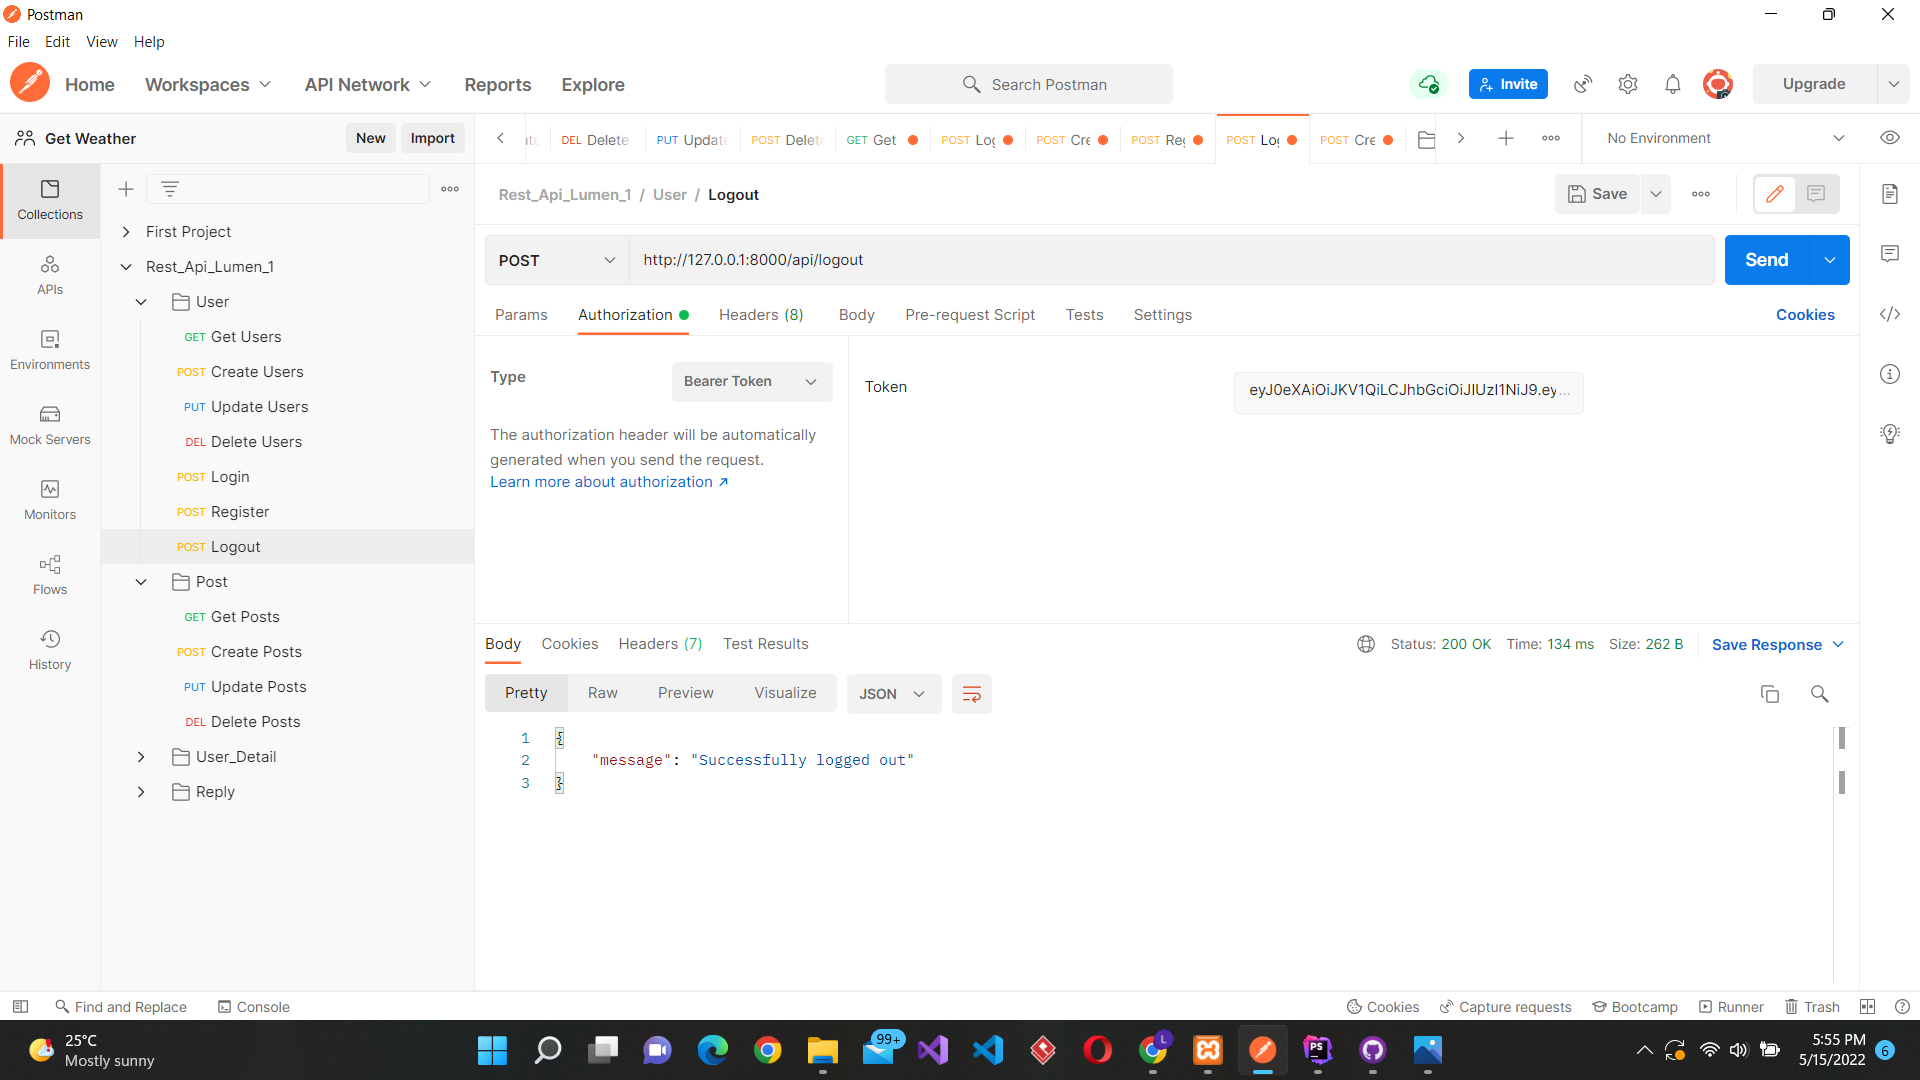 Postman
File Edit View Help
Home Workspaces API Network Reports Explore Search Postman Invite Upgrade
Get Weather New Import
DEL Delete PUT Update POST Delet GET Get POST Log POST Cre POST Reg POST Log POST Cre No Environment
Rest_Api_Lumen_1 / User / Logout Save
POST http://127.0.0.1:8000/api/logout Send
Params Authorization Headers (8) Body Pre-request Script Tests Settings Cookies
Type Bearer Token
The authorization header will be automatically
generated when you send the request.
Learn more about authorization ↗
Token eyJ0eXAiOiJKV1QiLCJhbGciOiJIUzI1NiJ9.ey...
Collections
APIs
Environments
Mock Servers
Monitors
Flows
History
First Project
Rest_Api_Lumen_1
User
GET Get Users
POST Create Users
PUT Update Users
DEL Delete Users
POST Login
POST Register
POST Logout
Post
GET Get Posts
POST Create Posts
PUT Update Posts
DEL Delete Posts
User_Detail
Reply
Body Cookies Headers (7) Test Results Status: 200 OK Time: 134 ms Size: 262 B Save Response
Pretty Raw Preview Visualize JSON
1 {
2 "message": "Successfully logged out"
3 }
Find and Replace Console Cookies Capture requests Bootcamp Runner Trash
25°C
Mostly sunny
99+
L
PS
5:55 PM
5/15/2022
6